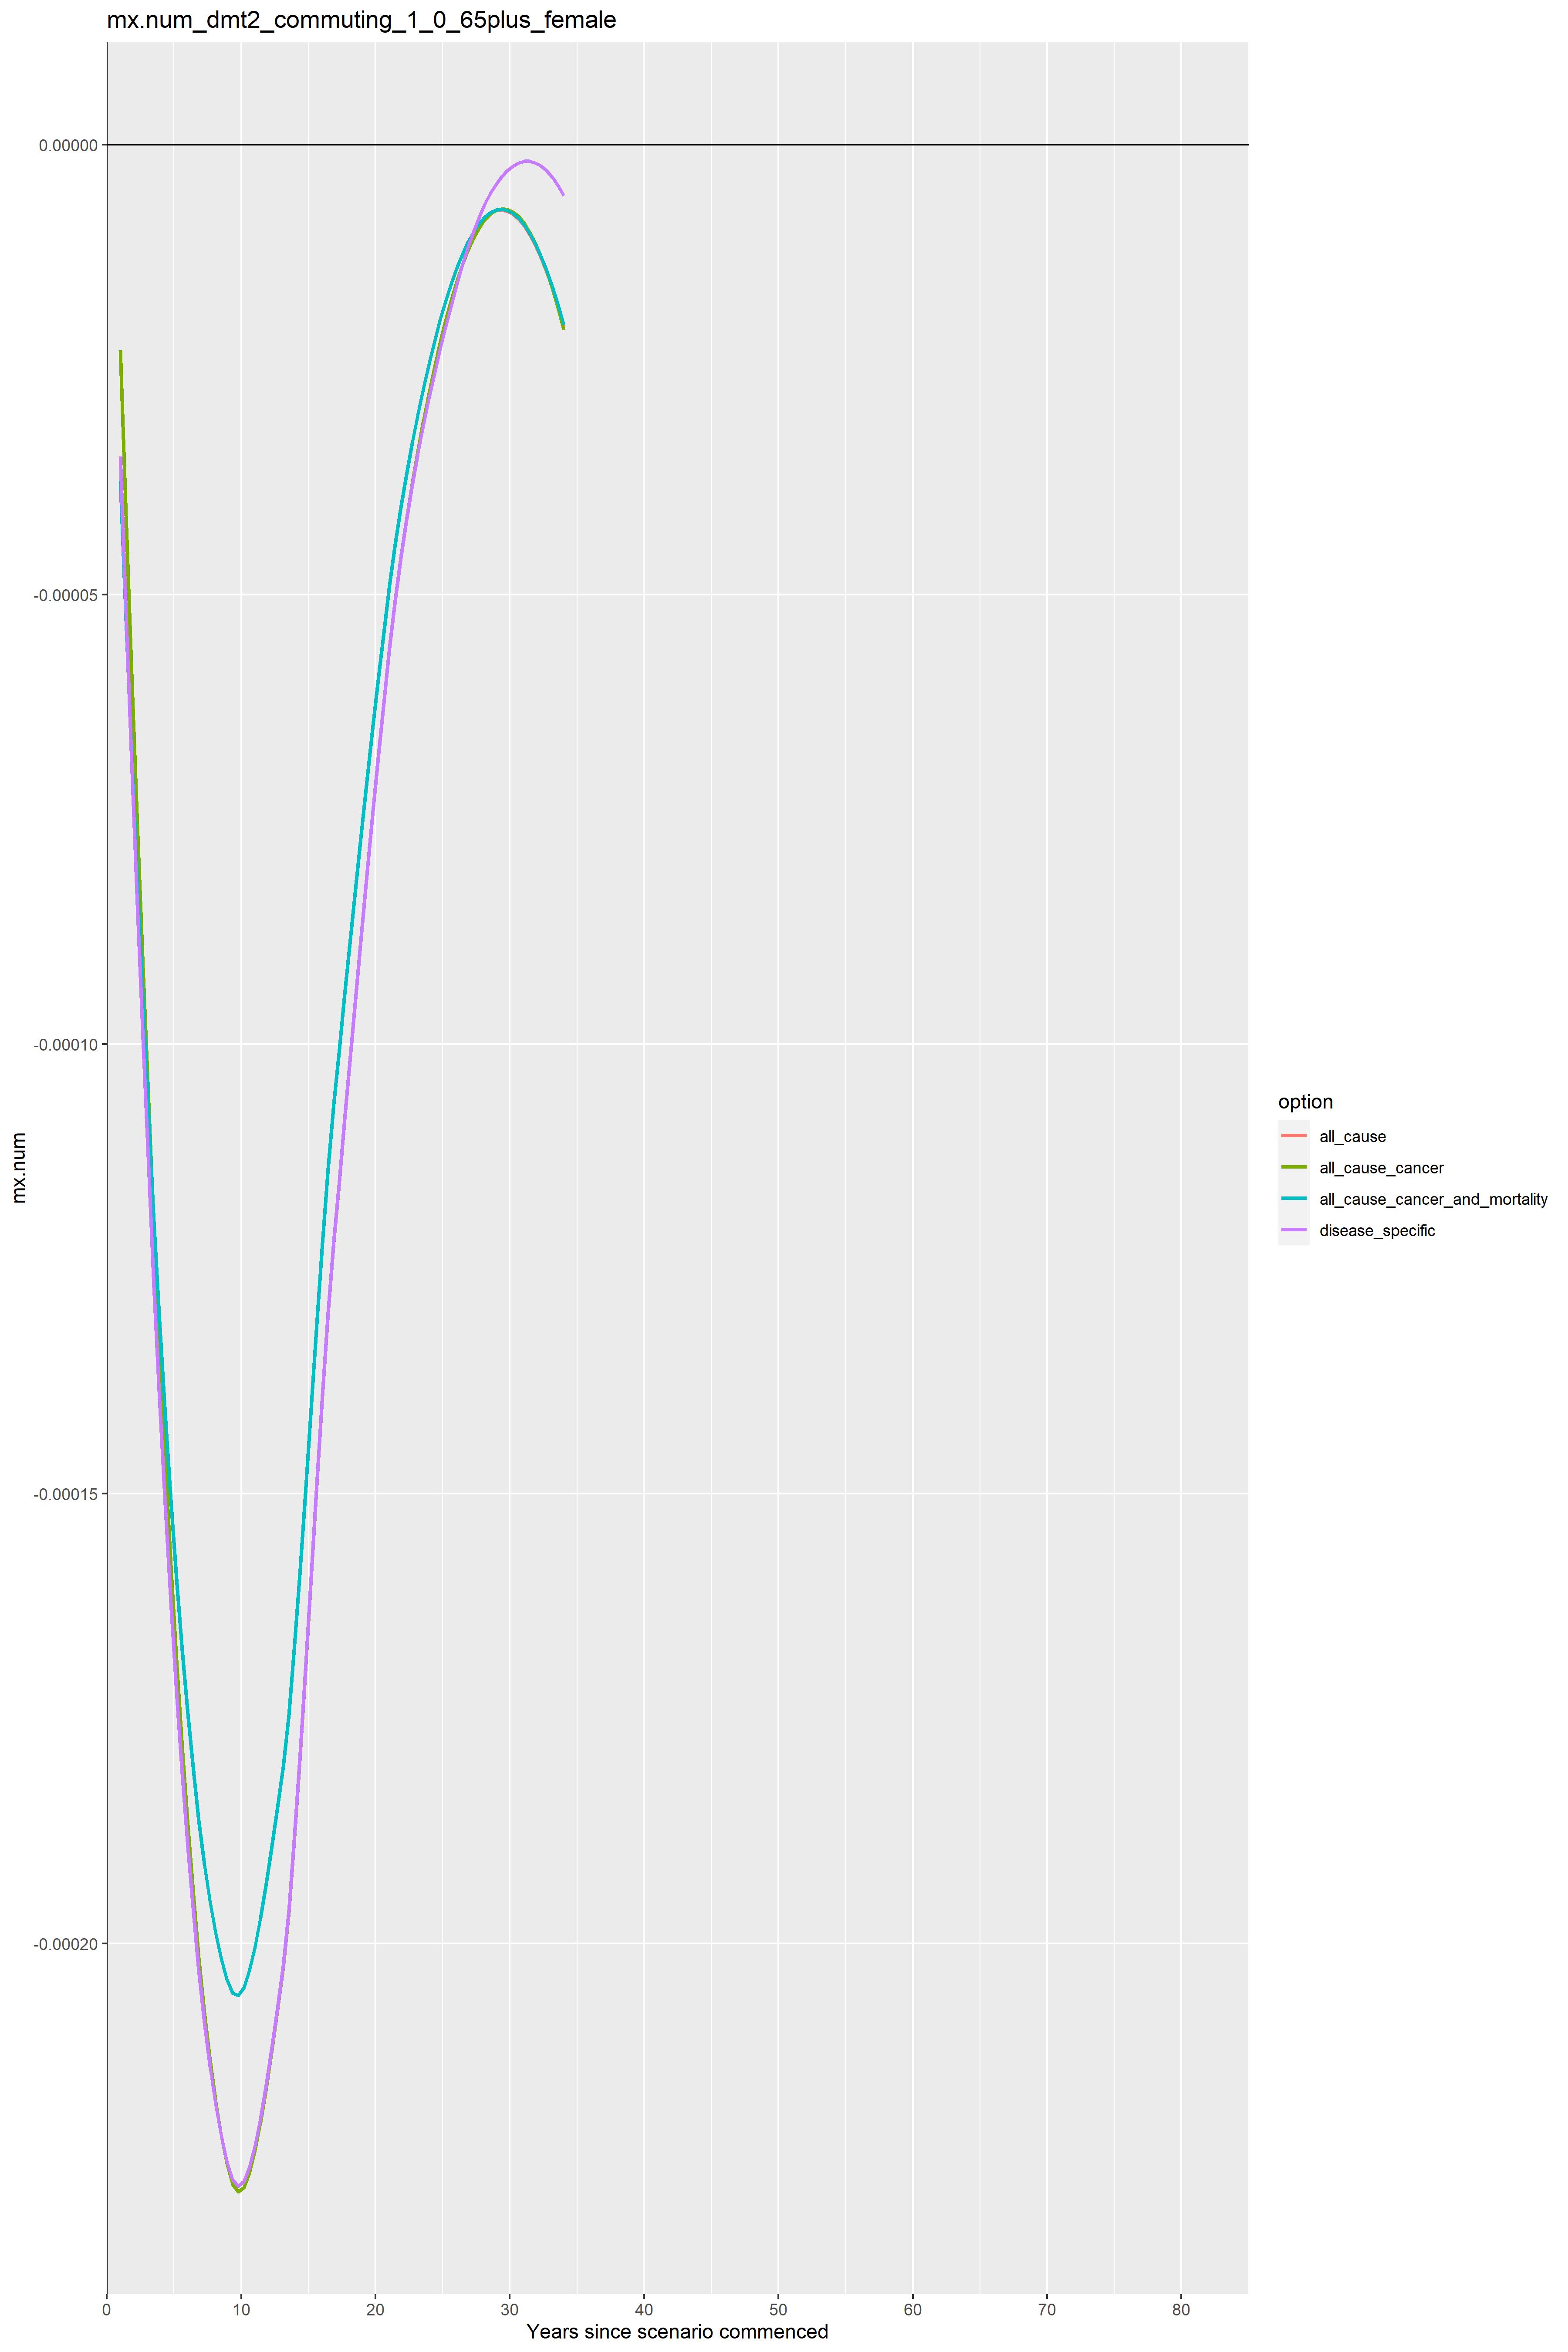 mx.num_dmt2_commuting_1_0_65plus_female
0.00000
-0.00005
-0.00010
-0.00015
-0.00020
mx.num
0 10 20 30 40 50 60 70 80
Years since scenario commenced
option
all_cause
all_cause_cancer
all_cause_cancer_and_mortality
disease_specific